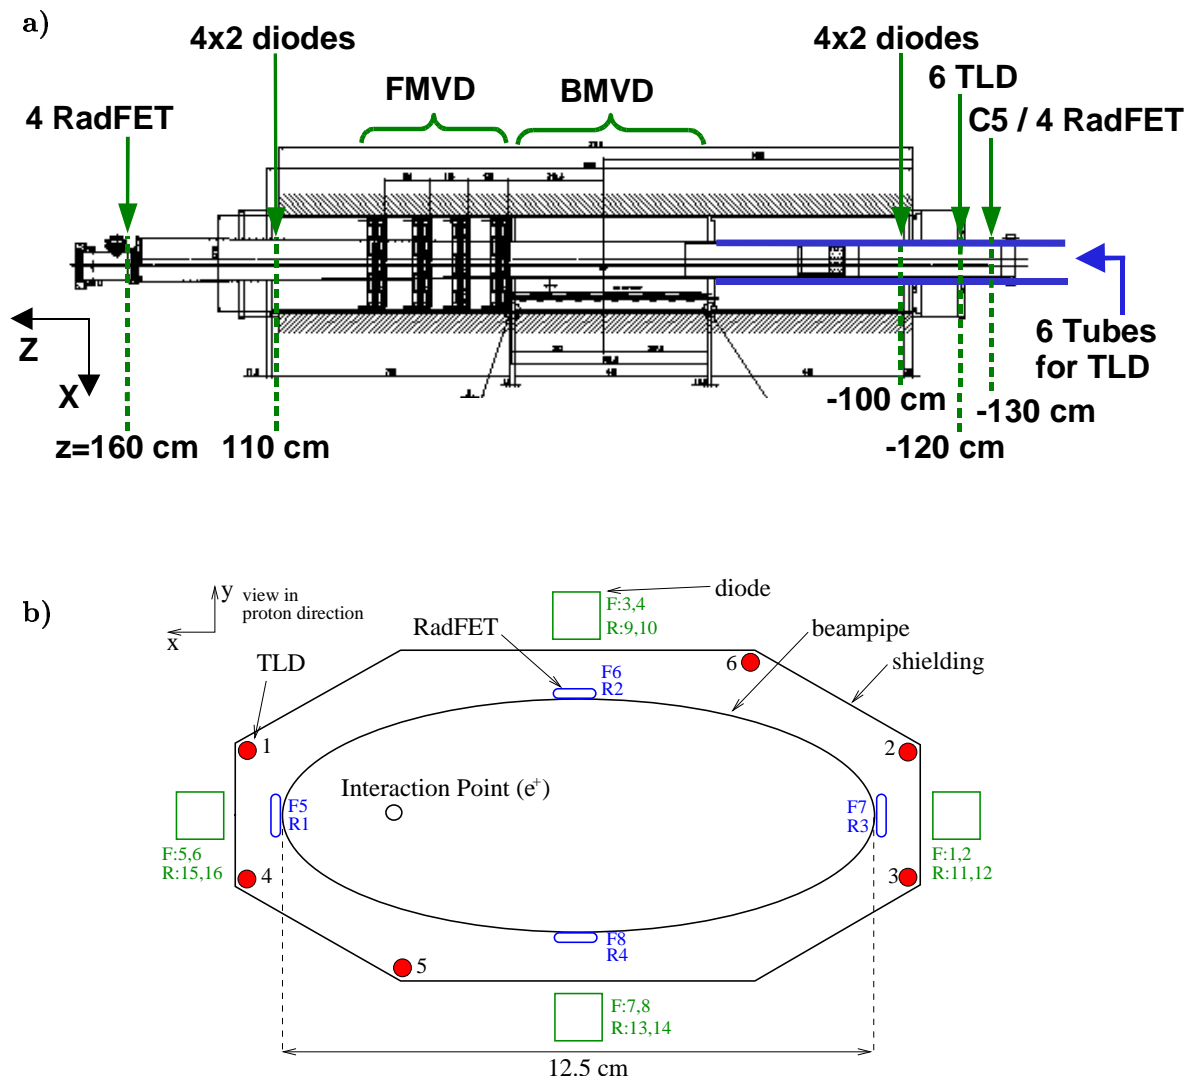 a)
4x2 diodes
4x2 diodes
6 TLD
FMVD
BMVD
4 RadFET
C5 / 4 RadFET
Z
X
6 Tubes
for TLD
-100 cm
-130 cm
z=160 cm
110 cm
-120 cm
b)
y
view in
proton direction
x
diode
F:3,4
R:9,10
RadFET
beampipe
shielding
TLD
F6
R2
6
1
2
Interaction Point (e+)
F5
R1
F7
R3
F:5,6
R:15,16
F:1,2
R:11,12
4
3
F8
R4
5
F:7,8
R:13,14
12.5 cm